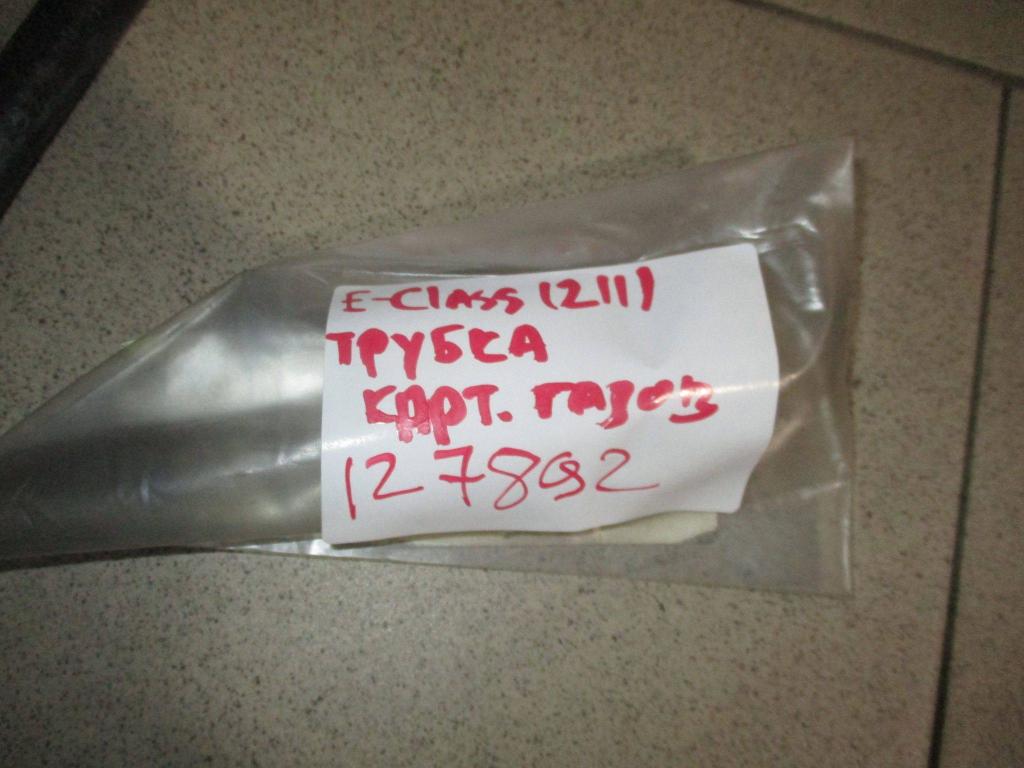 E-Class (211)
ТРУБКА
КАРТ. ГАЗОВ
127892